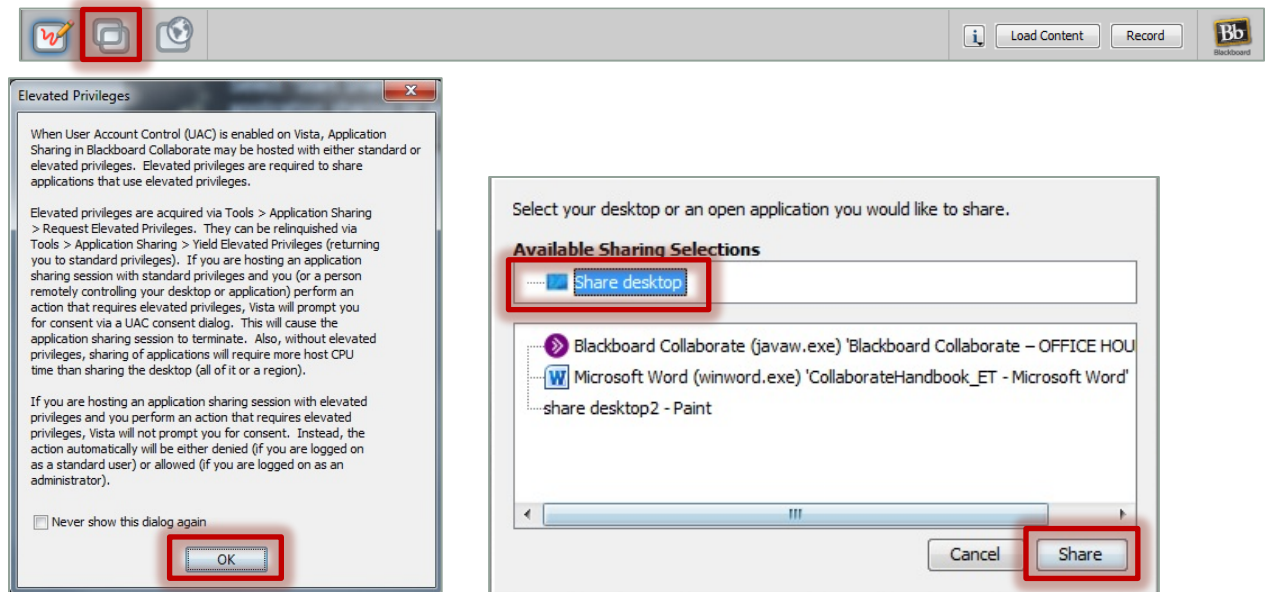 Load Content
Record
Bb
Blackboard
Elevated Privileges
When User Account Control (UAC) is enabled on Vista, Application
Sharing in Blackboard Collaborate may be hosted with either standard or
elevated privileges. Elevated privileges are required to share
applications that use elevated privileges.
Elevated privileges are acquired via Tools > Application Sharing
> Request Elevated Privileges. They can be relinquished via
Tools > Application Sharing > Yield Elevated Privileges (returning
you to standard privileges). If you are hosting an application
sharing session with standard privileges and you (or a person
remotely controlling your desktop or application) perform an
action that requires elevated privileges, Vista will prompt you
for consent via a UAC consent dialog. This will cause the
application sharing session to terminate. Also, without elevated
privileges, sharing of applications will require more host CPU
time than sharing the desktop (all of it or a region).
If you are hosting an application sharing session with elevated
privileges and you perform an action that requires elevated
privileges, Vista will not prompt you for consent. Instead, the
action automatically will be either denied (if you are logged on
as a standard user) or allowed (if you are logged on as an
administrator).
Never show this dialog again
OK
Select your desktop or an open application you would like to share.
Available Sharing Selections
Share desktop
Blackboard Collaborate (javaw.exe) 'Blackboard Collaborate – OFFICE HOU
Microsoft Word (winword.exe) 'CollaborateHandbook_ET - Microsoft Word'
share desktop2 - Paint
Cancel
Share